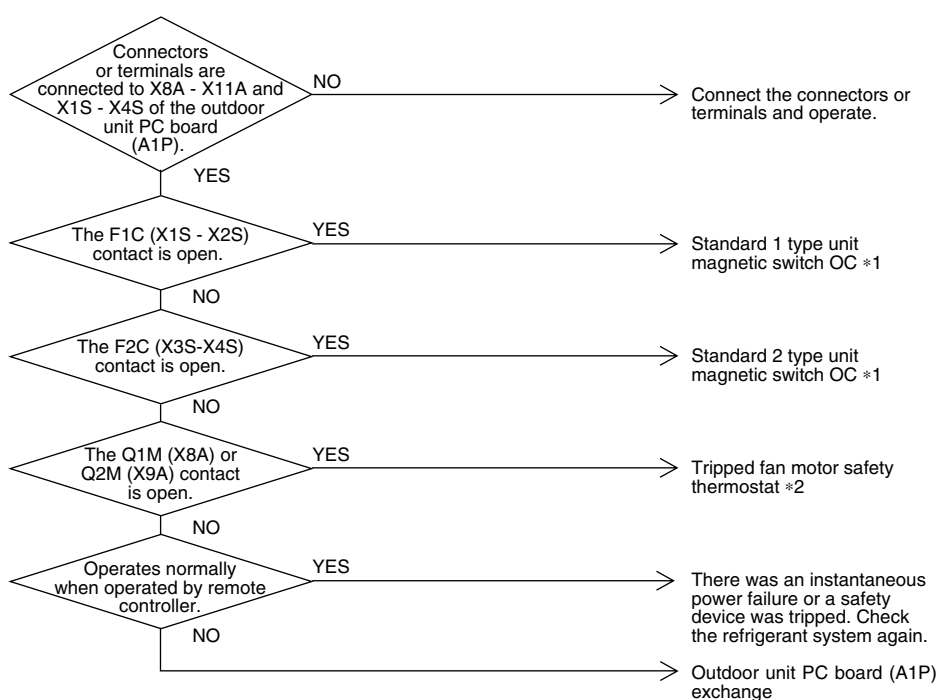 Connectors
or terminals are
connected to X8A - X11A and
X1S - X4S of the outdoor
unit PC board
(A1P).
NO
Connect the connectors or
terminals and operate.
YES
The F1C (X1S - X2S)
contact is open.
YES
Standard 1 type unit
magnetic switch OC *1
NO
The F2C (X3S-X4S)
contact is open.
YES
Standard 2 type unit
magnetic switch OC *1
NO
The Q1M (X8A) or
Q2M (X9A) contact
is open.
YES
Tripped fan motor safety
thermostat *2
NO
Operates normally
when operated by remote
controller.
YES
There was an instantaneous
power failure or a safety
device was tripped. Check
the refrigerant system again.
NO
Outdoor unit PC board (A1P)
exchange